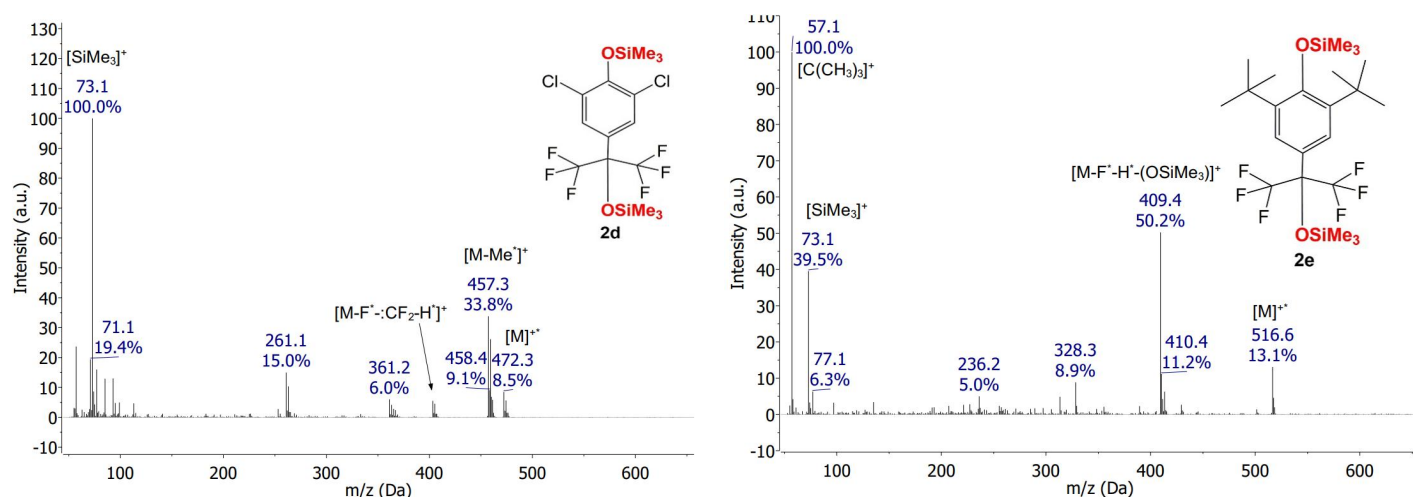 130
120
110
100
90
80
70
60
50
40
30
20
10
0
-10
Intensity (a.u.)
[SiMe3]+
73.1
100.0%
71.1
19.4%
261.1
15.0%
361.2
6.0%
[M-F*-:CF2-H*]+
[M-Me*]+
457.3
33.8%
458.4
9.1%
[M]+*
472.3
8.5%
OSiMe3
Cl
Cl
F
F
F
F
F
F
OSiMe3
2d
100
200
300
400
500
600
m/z (Da)
110
100
90
80
70
60
50
40
30
20
10
0
-10
Intensity (a.u.)
57.1
100.0%
[C(CH3)3]+
[SiMe3]+
73.1
39.5%
77.1
6.3%
236.2
5.0%
328.3
8.9%
[M-F*-H*-(OSiMe3)]+
409.4
50.2%
410.4
11.2%
[M]+*
516.6
13.1%
OSiMe3
F
F
F
F
F
F
OSiMe3
2e
100
200
300
400
500
600
m/z (Da)